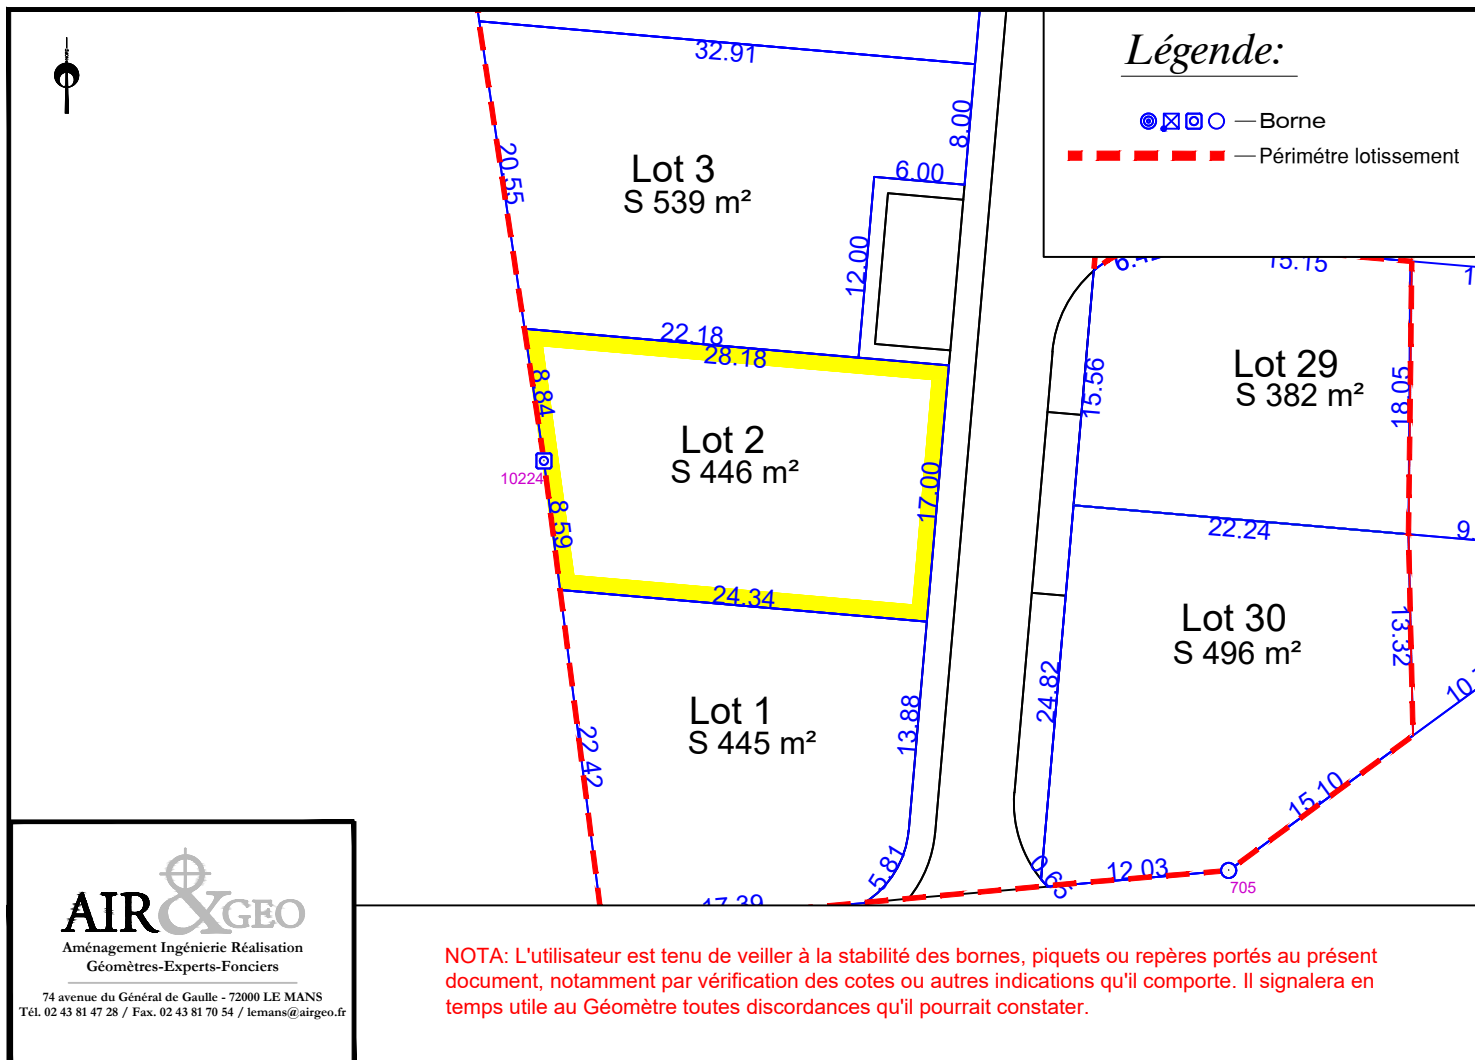 32.91
Légende:
Borne
Périmétre lotissement
8.00
20.55
Lot 3
S 539 m²
6.00
12.00
15.15
22.18
28.18
8.84
15.56
Lot 29
S 382 m²
18.05
Lot 2
S 446 m²
10224
17.00
8.59
22.24
24.34
Lot 30
S 496 m²
13.32
24.82
Lot 1
S 445 m²
13.88
22.42
15.10
5.81
0.65
12.03
705
17.39
AIR & GEO
Aménagement Ingénierie Réalisation
Géomètres-Experts-Fonciers
74 avenue du Général de Gaulle - 72000 LE MANS
Tél. 02 43 81 47 28 / Fax. 02 43 81 70 54 / lemans@airgeo.fr
NOTA: L'utilisateur est tenu de veiller à la stabilité des bornes, piquets ou repères portés au présent
document, notamment par vérification des cotes ou autres indications qu'il comporte. Il signalera en
temps utile au Géomètre toutes discordances qu'il pourrait constater.